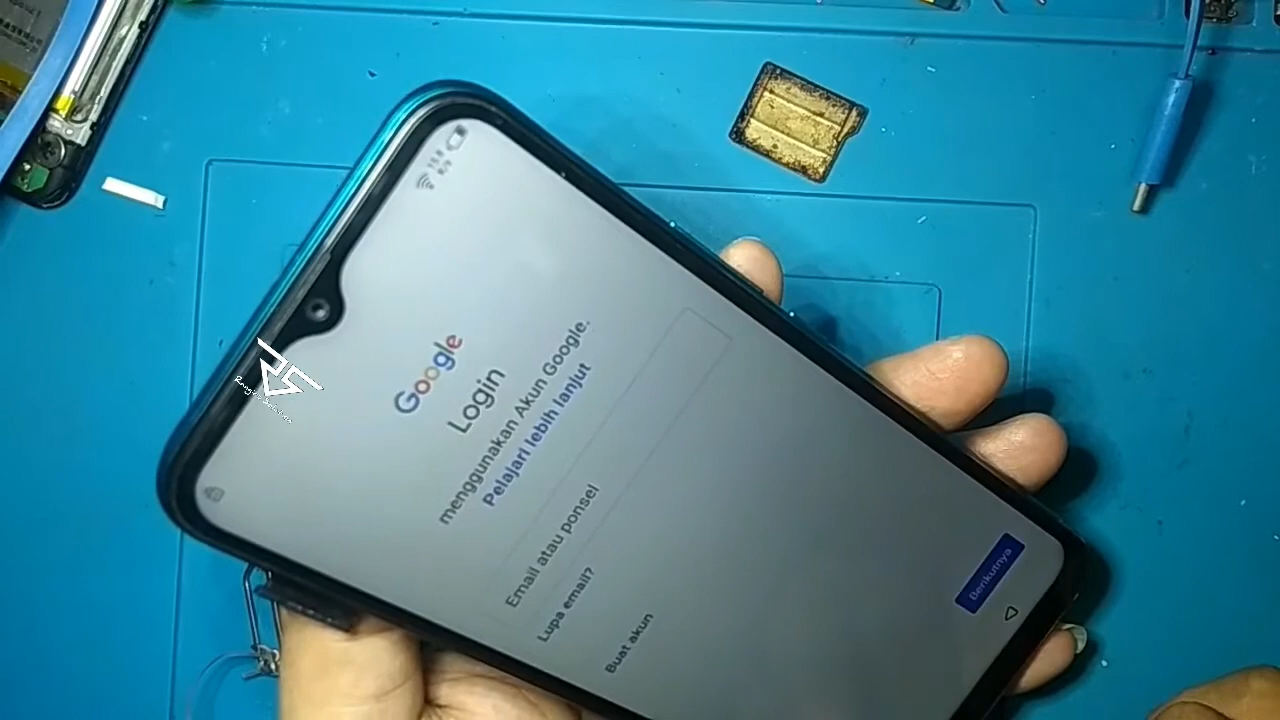 Google
Login
menggunakan Akun Google.
Pelajari lebih lanjut
Email atau ponsel
Lupa email?
Buat akun
Berikutnya